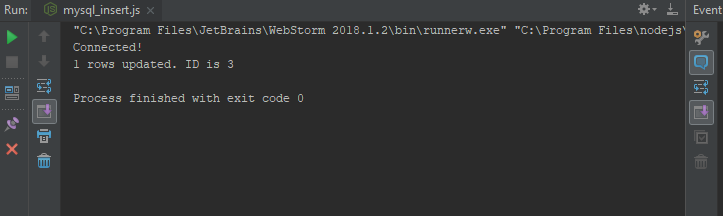 Run: mysql_insert.js Event
"C:\Program Files\JetBrains\WebStorm 2018.1.2\bin\runnerw.exe" "C:\Program Files\nodejs\
Connected!
1 rows updated. ID is 3
Process finished with exit code 0